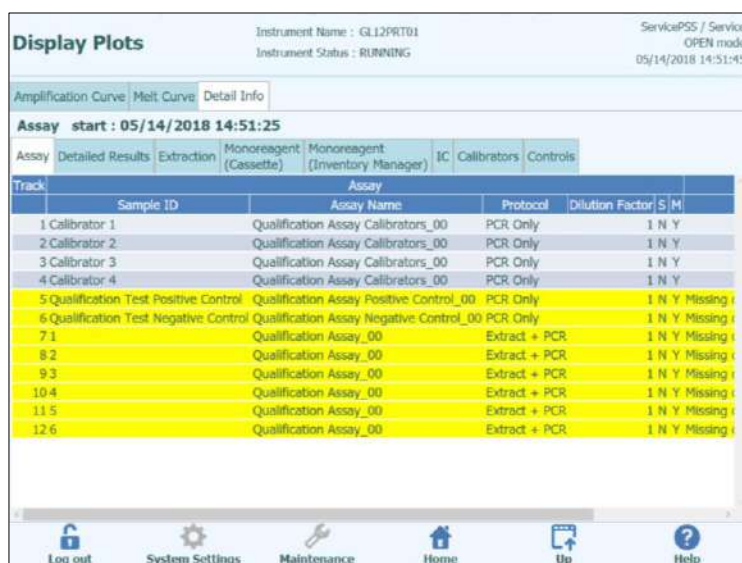 Display Plots
Instrument Name : GL12PRT01
Instrument Status : RUNNING
ServicePSS / Service
OPEN mode
05/14/2018 14:51:45
Amplification Curve Melt Curve Detail Info
Assay start : 05/14/2018 14:51:25
Assay Detailed Results Extraction Monoreagent (Cassette) Monoreagent (Inventory Manager) IC Calibrators Controls
Track Assay
Sample ID Assay Name Protocol Dilution Factor S M
1 Calibrator 1 Qualification Assay Calibrators_00 PCR Only 1 N Y
2 Calibrator 2 Qualification Assay Calibrators_00 PCR Only 1 N Y
3 Calibrator 3 Qualification Assay Calibrators_00 PCR Only 1 N Y
4 Calibrator 4 Qualification Assay Calibrators_00 PCR Only 1 N Y
5 Qualification Test Positive Control Qualification Assay Positive Control_00 PCR Only 1 N Y Missing
6 Qualification Test Negative Control Qualification Assay Negative Control_00 PCR Only 1 N Y Missing
7 1 Qualification Assay_00 Extract + PCR 1 N Y Missing
8 2 Qualification Assay_00 Extract + PCR 1 N Y Missing
9 3 Qualification Assay_00 Extract + PCR 1 N Y Missing
10 4 Qualification Assay_00 Extract + PCR 1 N Y Missing
11 5 Qualification Assay_00 Extract + PCR 1 N Y Missing
12 6 Qualification Assay_00 Extract + PCR 1 N Y Missing
Log out System Settings Maintenance Home Up Help